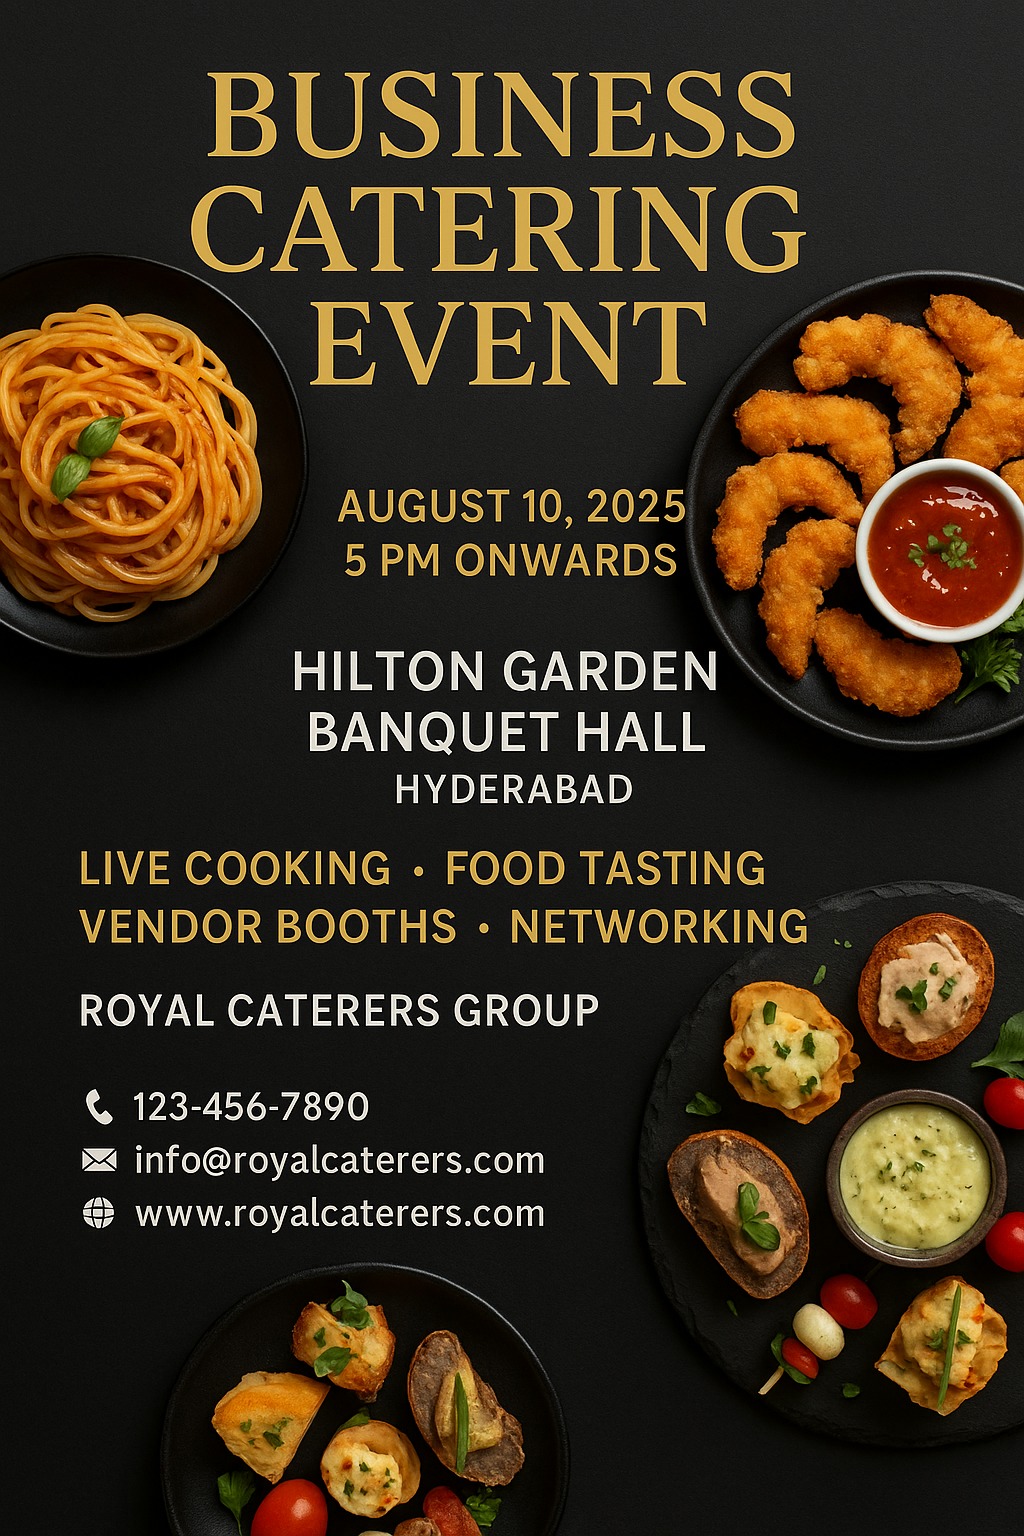 BUSINESS
CATERING
EVENT
AUGUST 10, 2025
5 PM ONWARDS
HILTON GARDEN
BANQUET HALL
HYDERABAD
LIVE COOKING • FOOD TASTING
VENDOR BOOTHS • NETWORKING
ROYAL CATERERS GROUP
123-456-7890
info@royalcaterers.com
www.royalcaterers.com